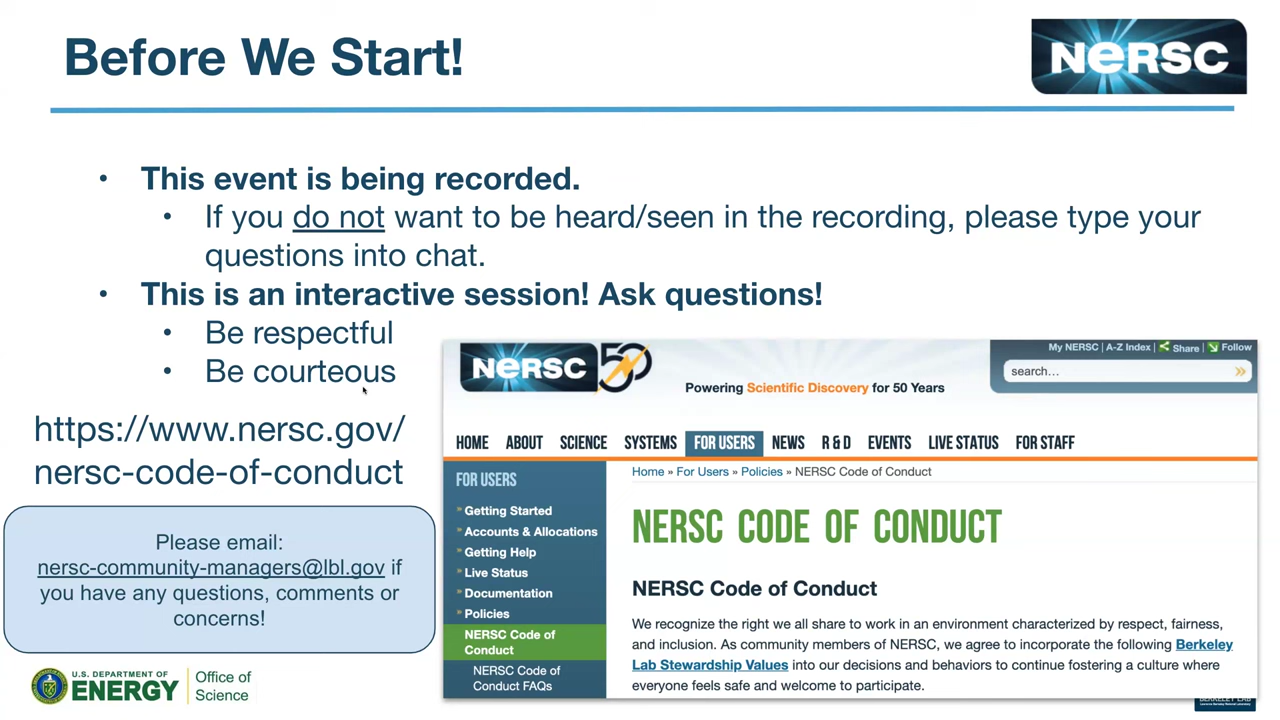 Before We Start!
NERSC
• This event is being recorded.
• If you do not want to be heard/seen in the recording, please type your
questions into chat.
• This is an interactive session! Ask questions!
• Be respectful
• Be courteous
https://www.nersc.gov/
nersc-code-of-conduct
Please email:
nersc-community-managers@lbl.gov if
you have any questions, comments or
concerns!
U.S. DEPARTMENT OF
ENERGY
Office of
Science
NERSC 50
Powering Scientific Discovery for 50 Years
My NERSC | A-Z Index | Share | Follow
search...
HOME ABOUT SCIENCE SYSTEMS FOR USERS NEWS R & D EVENTS LIVE STATUS FOR STAFF
FOR USERS
» Getting Started
» Accounts & Allocations
» Getting Help
» Live Status
» Documentation
» Policies
NERSC Code of
Conduct
NERSC Code of
Conduct FAQs
Home » For Users » Policies » NERSC Code of Conduct
NERSC CODE OF CONDUCT
NERSC Code of Conduct
We recognize the right we all share to work in an environment characterized by respect, fairness,
and inclusion. As community members of NERSC, we agree to incorporate the following Berkeley
Lab Stewardship Values into our decisions and behaviors to continue fostering a culture where
everyone feels safe and welcome to participate.